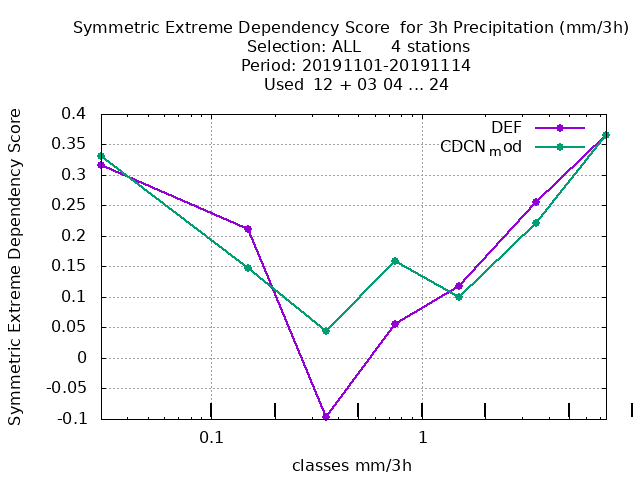 Symmetric Extreme Dependency Score  for 3h Precipitation (mm/3h)
Selection: ALL      4 stations
Period: 20191101-20191114
Used  12 + 03 04 ... 24
DEF
CDCNmod
0.4
0.35
0.3
0.25
0.2
0.15
0.1
0.05
0
-0.05
-0.1
Symmetric Extreme Dependency Score
0.1
1
classes mm/3h